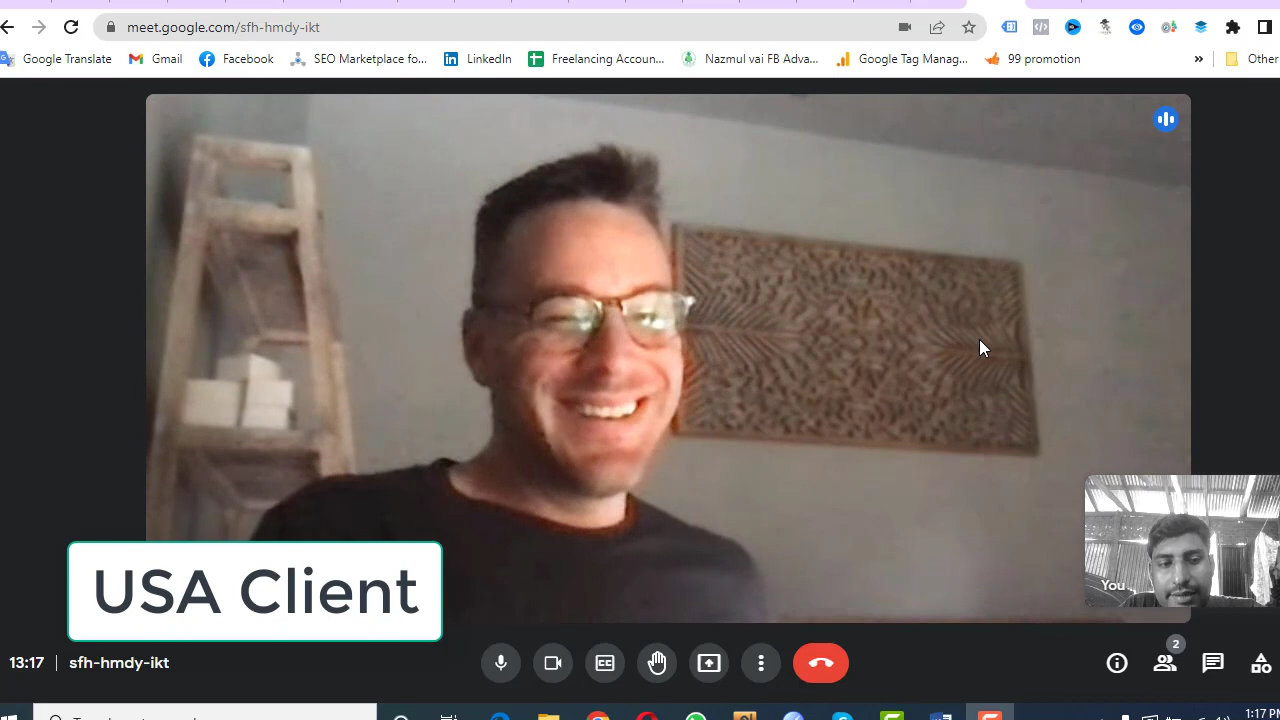 meet.google.com/sfh-hmdy-ikt
Google Translate
Gmail
Facebook
SEO Marketplace fo...
LinkedIn
Freelancing Accoun...
Nazmul vai FB Adva...
Google Tag Manag...
99 promotion
»
Other
You
USA Client
13:17 | sfh-hmdy-ikt
CC
2
1:17 PM